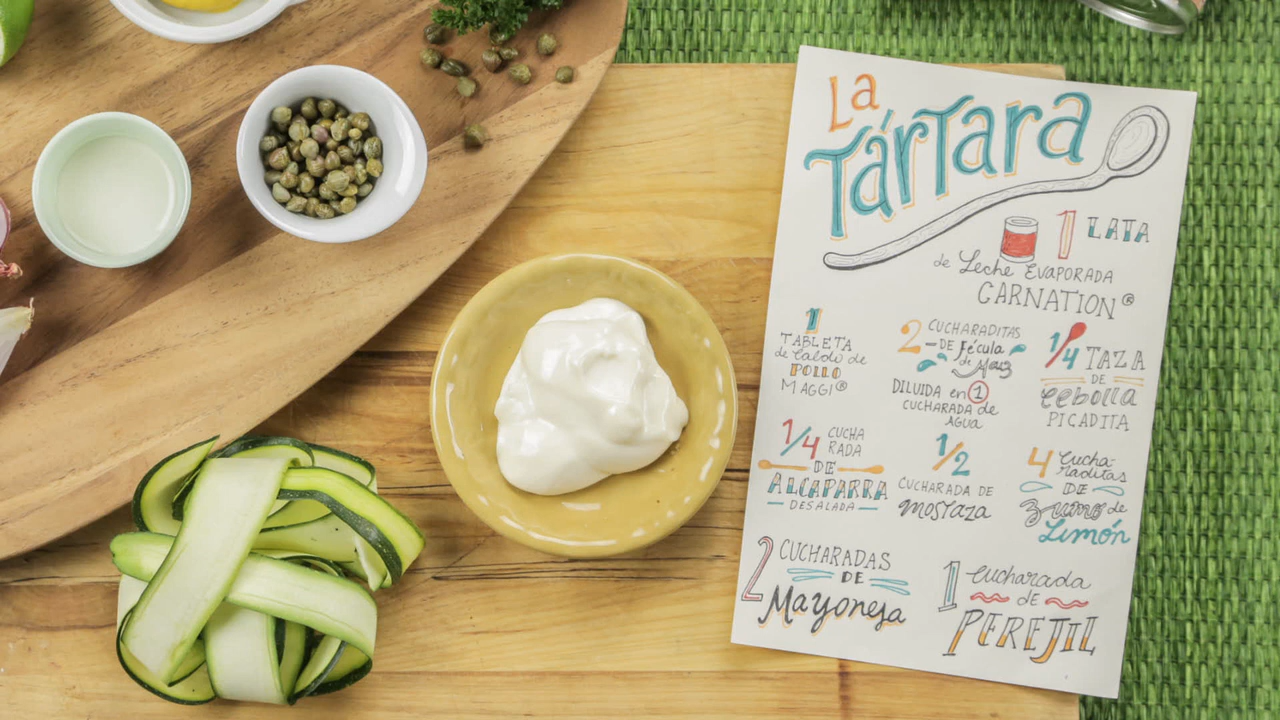 La
Tártara
1 LATA
de Leche EVAPORADA
CARNATION®
1
TABLETA
de Caldo de
POLLO
MAGGI®
2 CUCHARADITAS
DE Fécula
de Maíz
DILUIDA en 1
CUCHARADA de
AGUA
1/4 TAZA
DE
Cebolla
PICADITA
1/4 CUCHA
RADA
DE
ALCAPARRA
DESALADA
1/2
CUCHARADA DE
MOSTAZA
4 Cucha-
raditas
DE
Zumo de
Limón
2 CUCHARADAS
DE
Mayonesa
1 Cucharada
de
PEREJIL